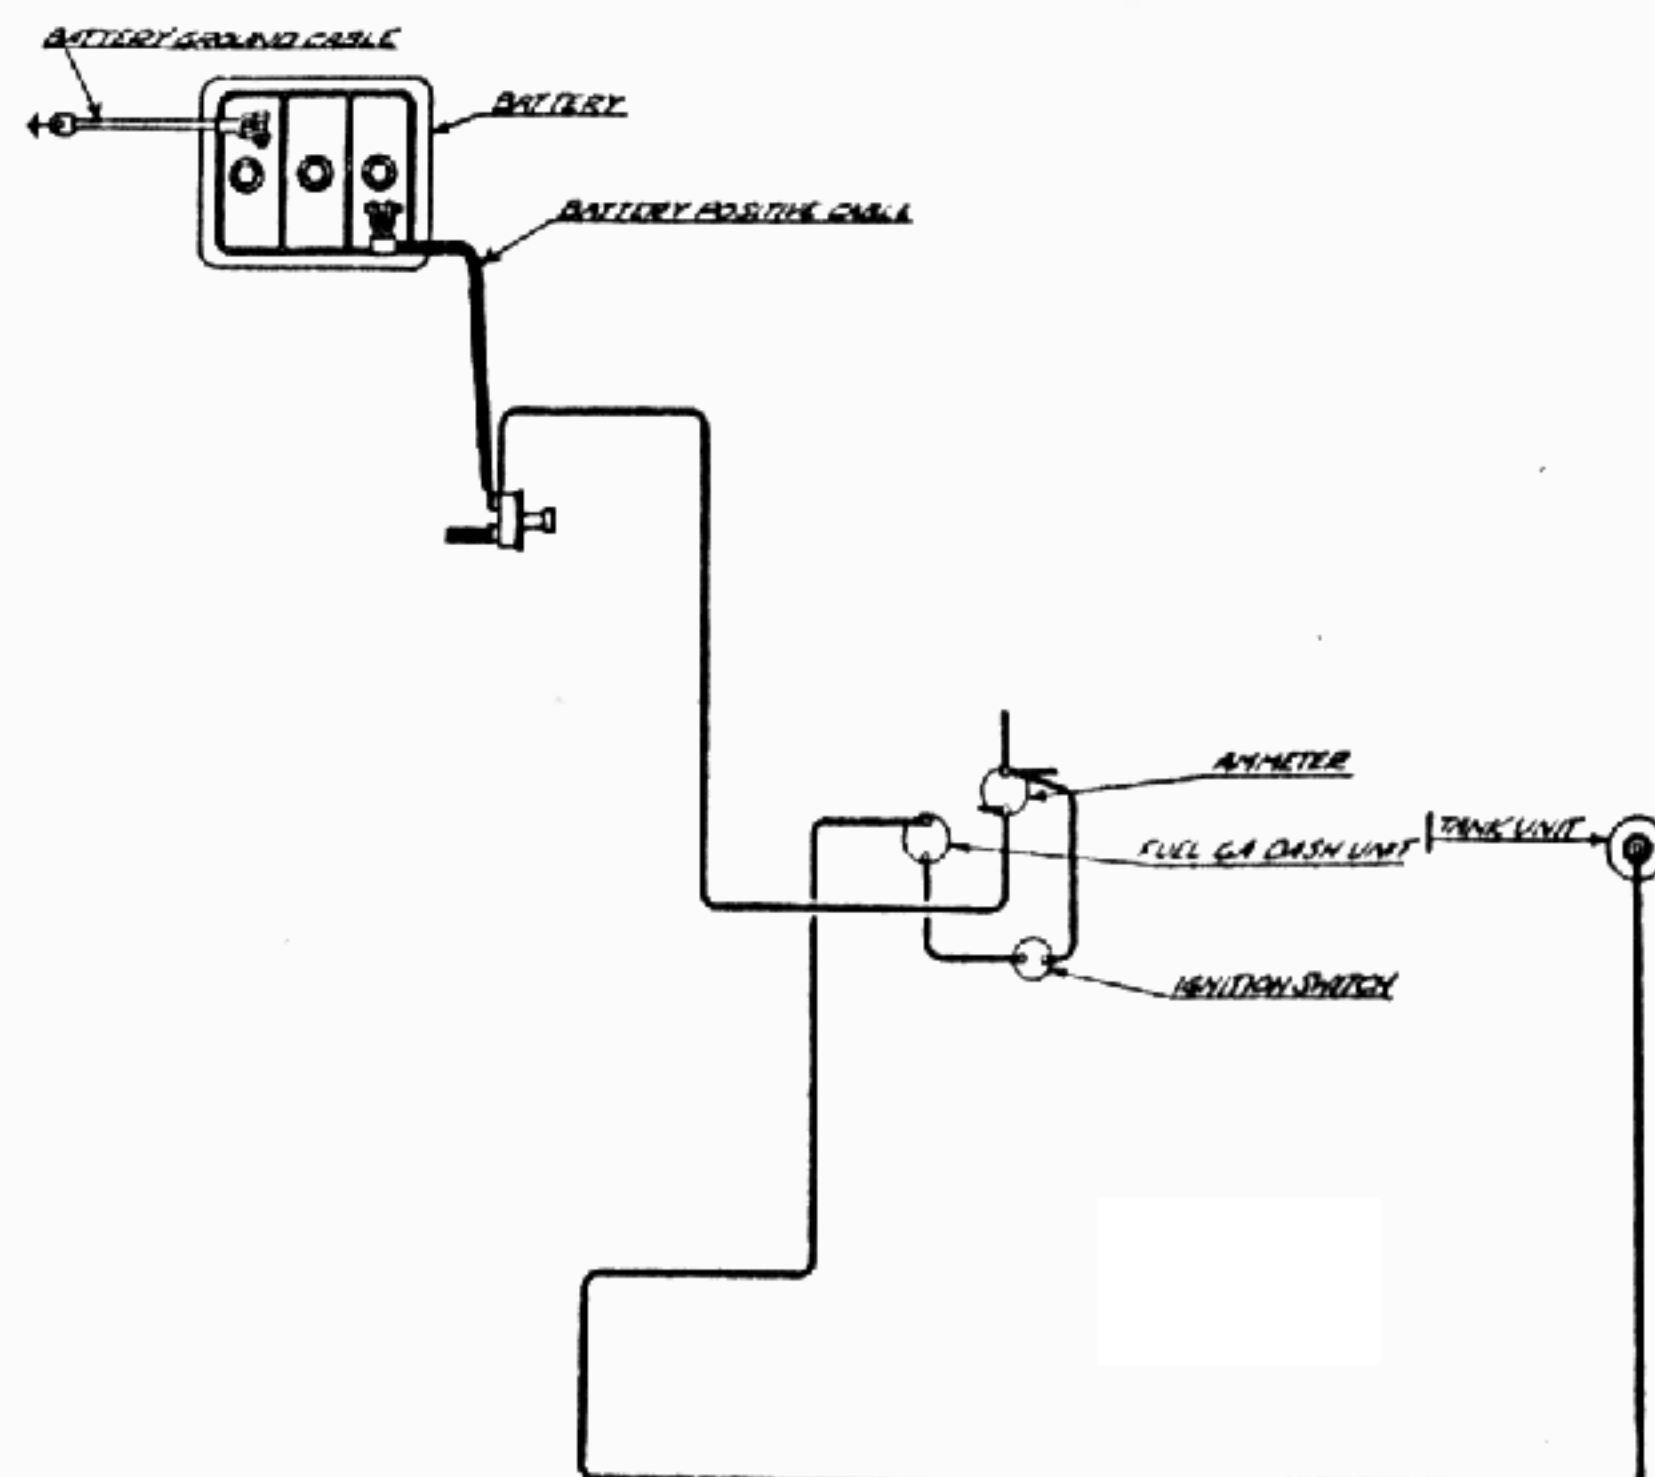 BATTERY GROUND CABLE
BATTERY
BATTERY POSITIVE CABLE
AMMETER
TANK UNIT
FUEL GA DASH UNIT
IGNITION SWITCH